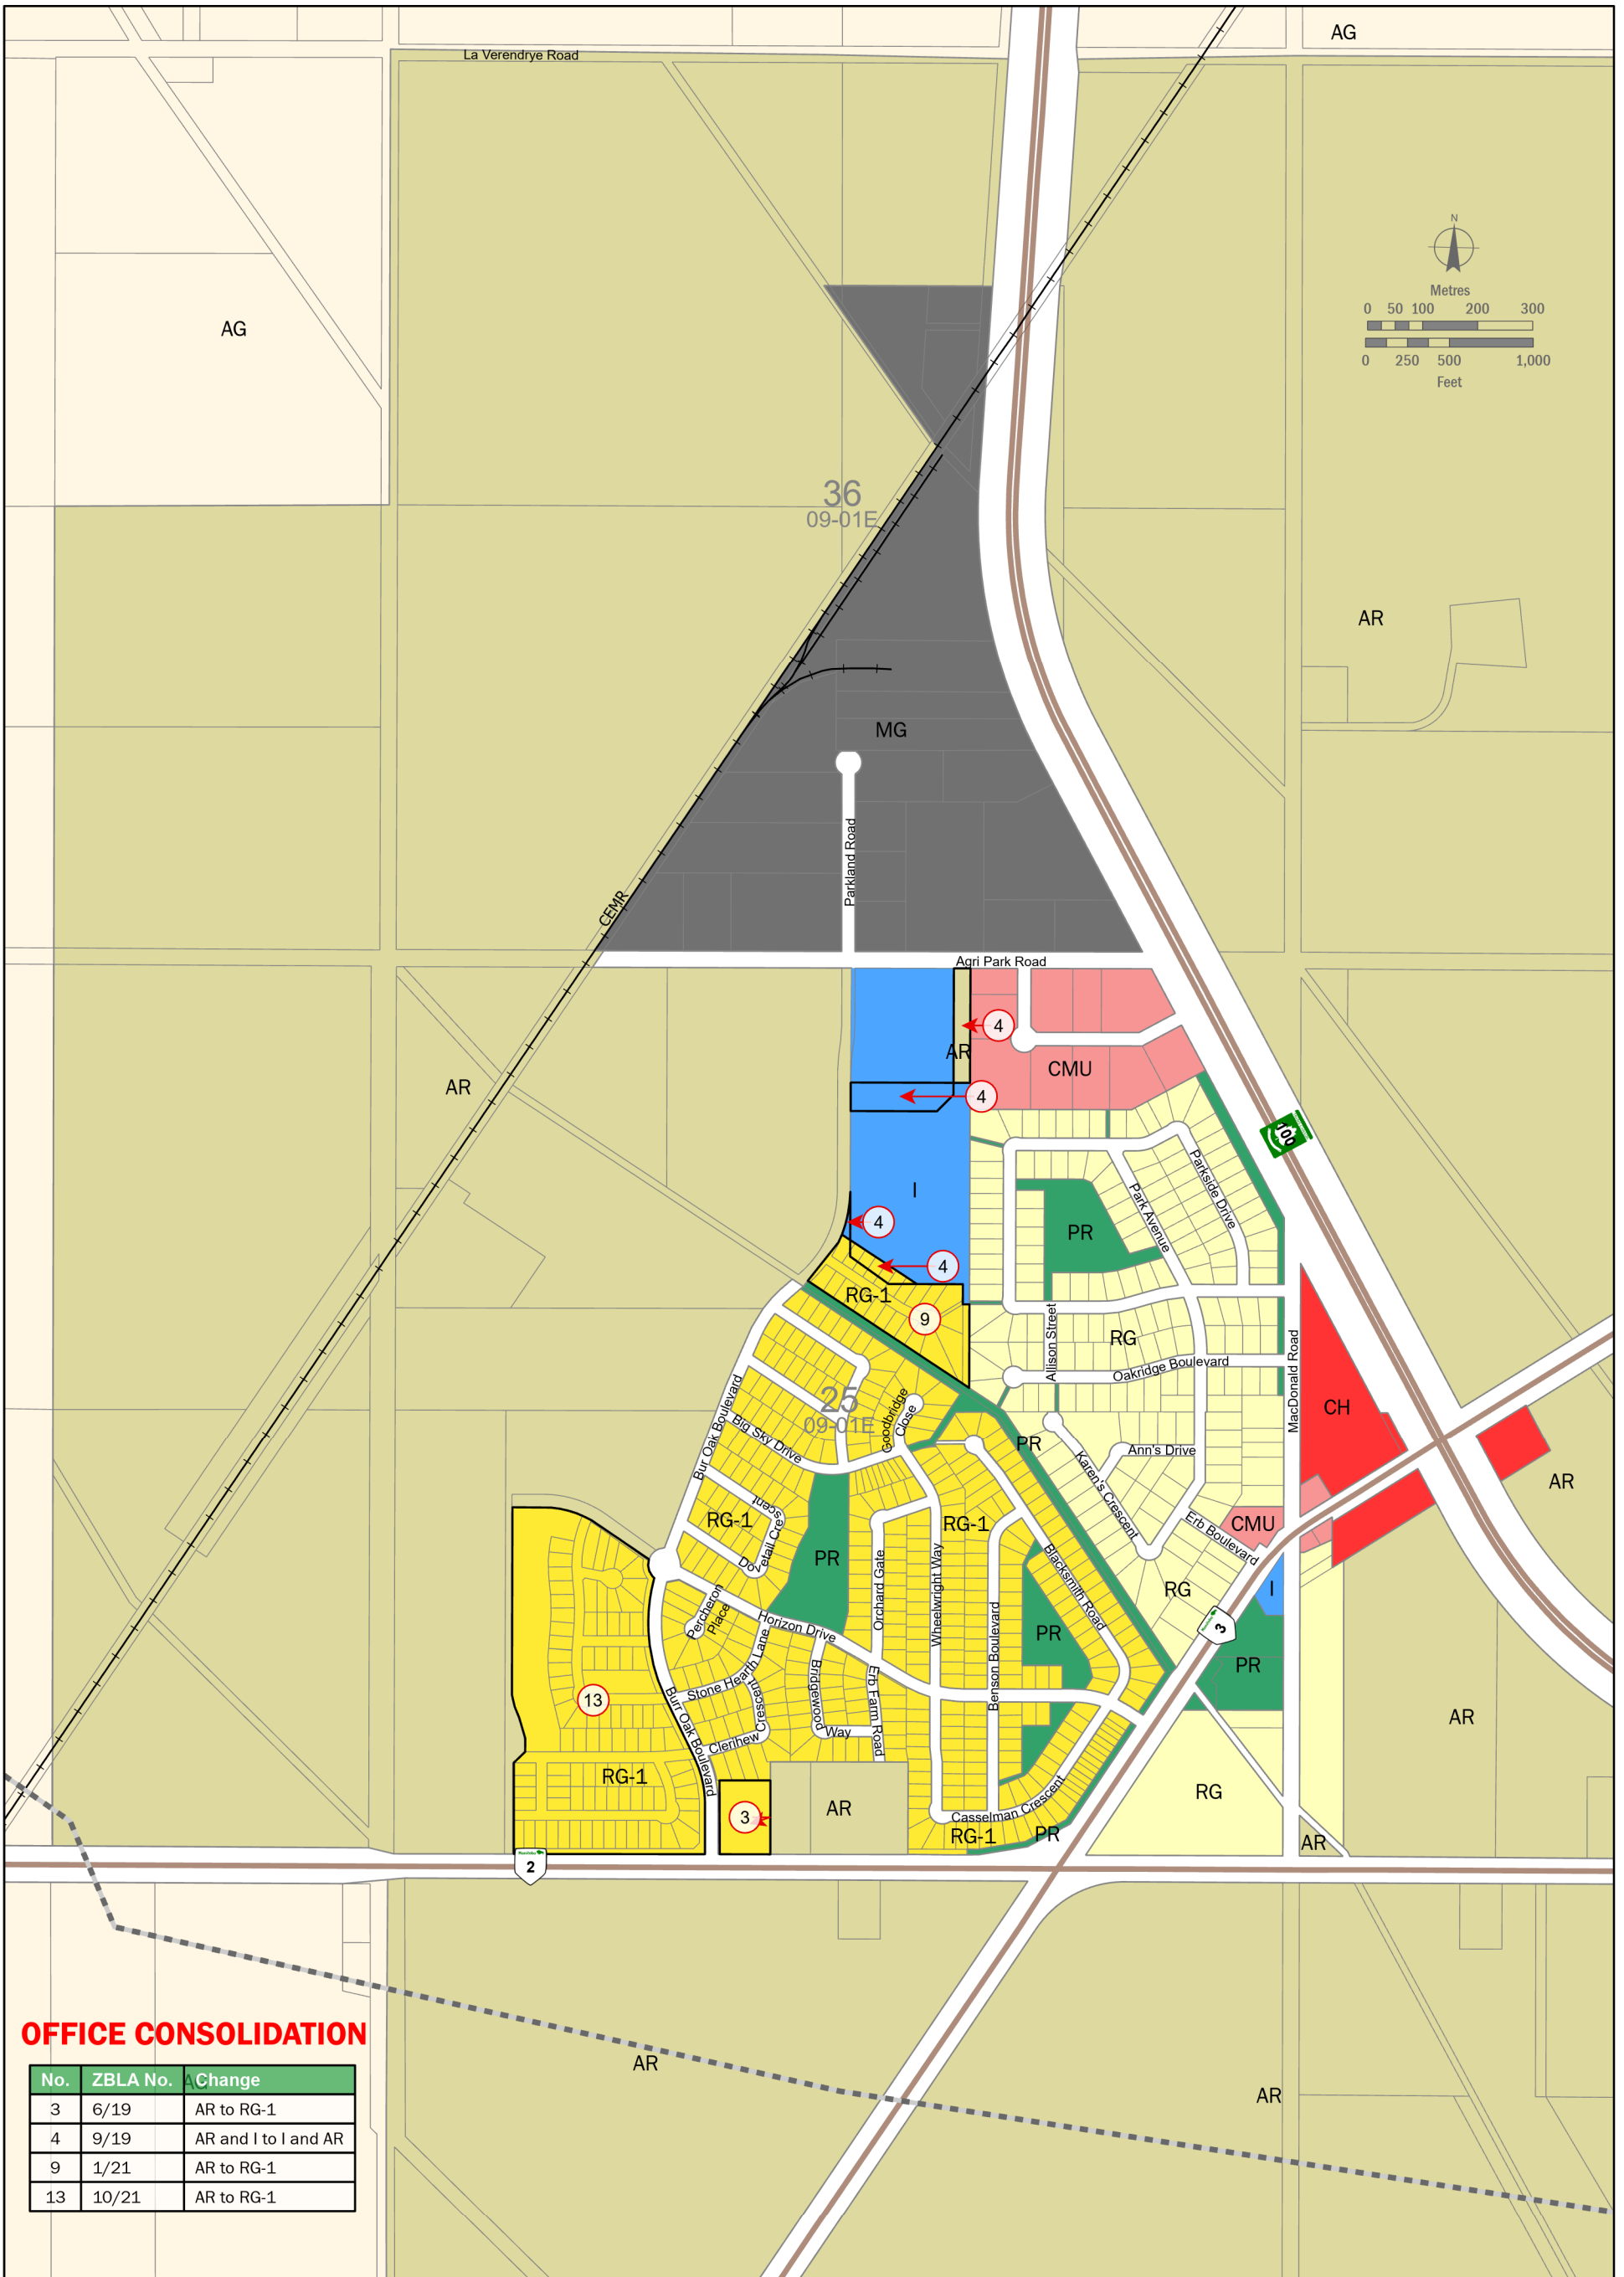 La Verendrye Road
AG
N
Metres
0 50 100 200 300
0 250 500 1,000
Feet
AG
36
09-01E
AR
MG
Parkland Road
CEMR
Agri Park Road
4
AR
CMU
AR
4
100
Parkside Drive
Park Avenue
I
PR
4
4
RG-1
9
Allison Street
RG
MacDonald Road
Oakridge Boulevard
25
09-01E
Goodbridge
Close
CH
Bur Oak Boulevard
Big Sky Drive
PR
Ann's Drive
Karen's Crescent
AR
RG-1
Dovetail Crescent
RG-1
CMU
Erb Boulevard
PR
Orchard Gate
Wheelwright Way
Blacksmith Road
RG
I
Percheron
Place
Horizon Drive
Benson Boulevard
PR
3
PR
Stone Hearth Lane
Bridgewood
Way
Erb Farm Road
13
Burr Oak Boulevard
Clerihew Crescent
AR
RG-1
RG
3
AR
Casselman Crescent
RG-1
PR
AR
Manitoba
2
OFFICE CONSOLIDATION
AR
AR
AG
No. ZBLA No. Change
3 6/19 AR to RG-1
4 9/19 AR and I to I and AR
9 1/21 AR to RG-1
13 10/21 AR to RG-1